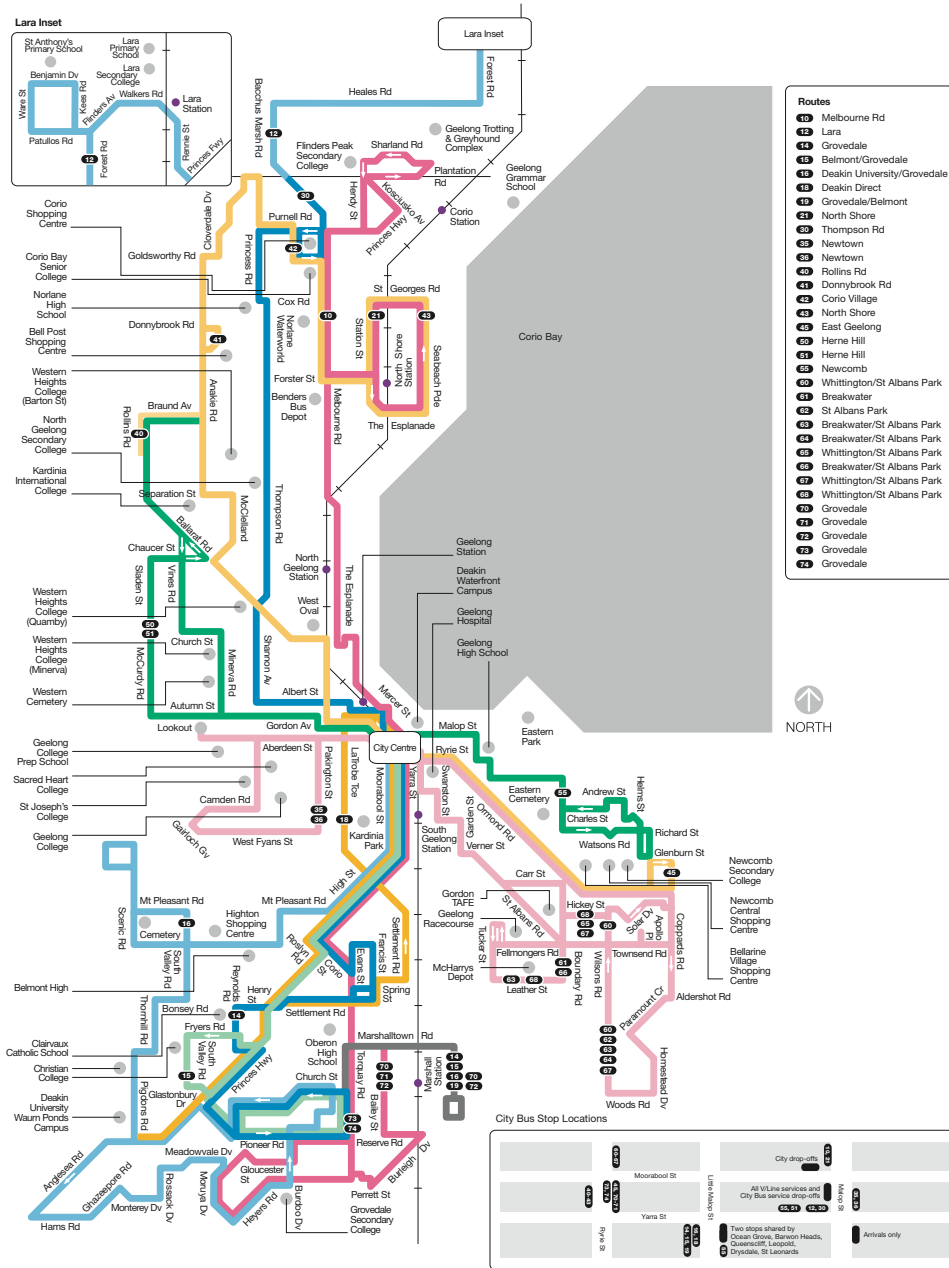 Lara Inset
St Anthony's
Primary School
Lara
Primary
School
Lara
Secondary
College
Benjamin Dv
Ware St
Kees Rd
Flinders Av
Walkers Rd
Lara
Station
Patullos Rd
12
Forest Rd
Rennie St
Princes Fwy
Lara Inset
Forest Rd
Heales Rd
Bacchus Marsh Rd
12
Geelong Trotting
& Greyhound
Complex
Flinders Peak
Secondary
College
Sharland Rd
Plantation
Rd
Geelong
Grammar
School
30
Hendy St
Kosciusko Av
Princes Hwy
Corio
Station
Corio
Shopping
Centre
Cloverdale Dv
Purnell Rd
42
Princess Rd
Goldsworthy Rd
Corio Bay
Senior
College
Cox Rd
St
Georges Rd
Norlane
High
School
Norlane
Waterworld
10
Station St
21
43
North Shore
Station
Seabeach Pde
Donnybrook Rd
41
Bell Post
Shopping
Centre
Corio Bay
Forster St
Western
Heights
College
(Barton St)
Anakie Rd
Benders
Bus
Depot
Melbourne Rd
Braund Av
The
Esplanade
Rollins Rd
40
North
Geelong
Secondary
College
Kardinia
International
College
Separation St
McClelland
Thompson Rd
Ballarat Rd
Chaucer St
Sladen St
Vines Rd
North
Geelong
Station
The Esplanade
Geelong
Station
Deakin
Waterfront
Campus
Western
Heights
College
(Quamby)
West
Oval
Geelong
Hospital
50
51
Church St
Shannon Av
Geelong
High School
Western
Heights
College
(Minerva)
McCurdy Rd
Minerva Rd
Western
Cemetery
Albert St
Mercer St
Autumn St
NORTH
Lookout
Gordon Av
City Centre
Malop St
Eastern
Park
Ryrie St
Geelong
College
Prep School
Aberdeen St
LaTrobe Tce
Moorabool St
Yarra St
Swanston St
Sacred Heart
College
Pakington St
Eastern
Cemetery
55
Andrew St
Helms St
St Joseph's
College
Camden Rd
35
36
18
Kardinia
Park
South
Geelong
Station
Garden St
Ormond Rd
Charles St
Richard St
Geelong
College
Gairloch Gv
West Fyans St
Verner St
Watsons Rd
Glenburn St
45
Newcomb
Secondary
College
High St
Carr St
Mt Pleasant Rd
Mt Pleasant Rd
Gordon
TAFE
Hickey St
68
65
67
60
Solar Dv
Apollo
Pl
Coppards Rd
Newcomb
Central
Shopping
Centre
Scenic Rd
Cemetery
16
Highton
Shopping
Centre
Geelong
Racecourse
St Albans Rd
South
Valley Rd
Roslyn
Rd
Corio
St
Evans St
Francis St
Settlement Rd
Tucker St
Fellmongers Rd
Townsend Rd
Bellarine
Village
Shopping
Centre
Belmont High
McHarrys
Depot
61
66
Boundary Rd
Wilsons Rd
Reynolds
Rd
Henry
St
Spring St
63
68
Leather St
Aldershot Rd
Thornhill Rd
Bonsey Rd
14
Settlement Rd
Paramount Cr
Clairvaux
Catholic School
Fryers Rd
Oberon
High
School
Marshalltown
Rd
60
62
63
64
67
Christian
College
South
Valley Rd
Princes Hwy
Torquay Rd
70
71
72
Marshall
Station
14
15
16
19
70
72
Homestead Dv
15
Glastonbury
Dr
Church St
Bailey St
Woods Rd
Deakin
University
Waurn Ponds
Campus
Pigdons Rd
73
74
Pioneer Rd
Reserve Rd
Burleigh
Dv
Anglesea Rd
Meadowvale Dv
Gloucester
St
Ghazeepore Rd
Rossack
Dv
Moruya Dv
Heyers Rd
Burdoo Dv
Perrett St
Hams Rd
Monterey Dv
Grovedale
Secondary
College
Routes
10 Melbourne Rd
12 Lara
14 Grovedale
15 Belmont/Grovedale
16 Deakin University/Grovedale
18 Deakin Direct
19 Grovedale/Belmont
21 North Shore
30 Thompson Rd
35 Newtown
36 Newtown
40 Rollins Rd
41 Donnybrook Rd
42 Corio Village
43 North Shore
45 East Geelong
50 Herne Hill
51 Herne Hill
55 Newcomb
60 Whittington/St Albans Park
61 Breakwater
62 St Albans Park
63 Breakwater/St Albans Park
64 Breakwater/St Albans Park
65 Whittington/St Albans Park
66 Breakwater/St Albans Park
67 Whittington/St Albans Park
68 Whittington/St Albans Park
70 Grovedale
71 Grovedale
72 Grovedale
73 Grovedale
74 Grovedale
City Bus Stop Locations
60-67
Moorabool St
Little Malop St
City drop-offs
10, 21
40-43
73, 74
All V/Line services and
City Bus service drop-offs
55, 51
12, 30
Malop St
35, 36
Yarra St
Ryrie St
14, 15, 19
16, 18
Two stops shared by
Ocean Grove, Barwon Heads,
Queenscliff, Leopold,
Drysdale, St Leonards
Arrivals only